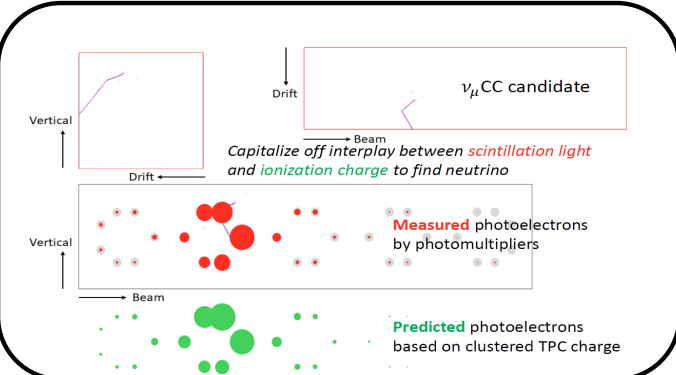 Drift
ν_μCC candidate
Vertical
Beam
Capitalize off interplay between scintillation light
and ionization charge to find neutrino
Drift
Measured photoelectrons
by photomultipliers
Vertical
Beam
Predicted photoelectrons
based on clustered TPC charge